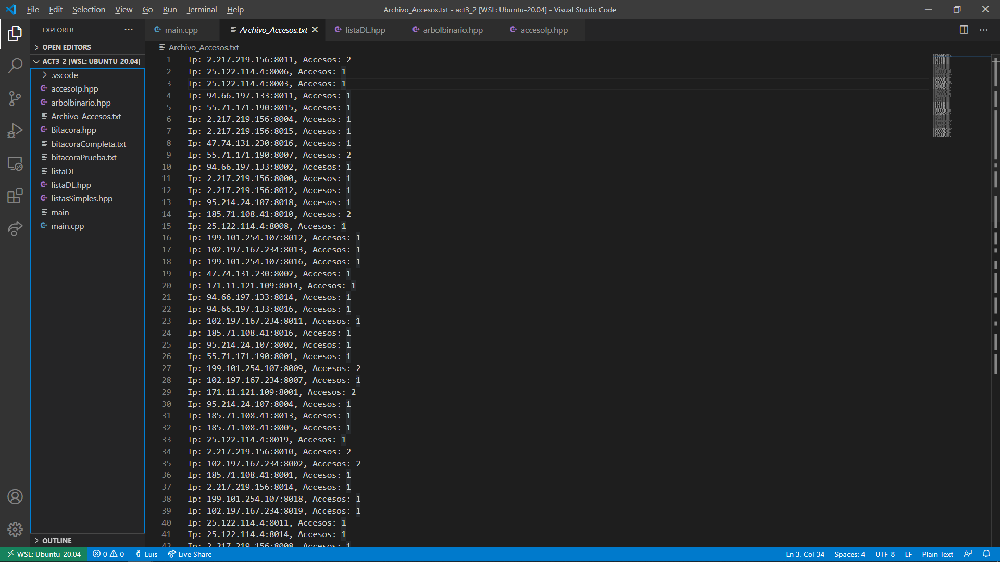 File Edit Selection View Go Run Terminal Help
Archivo_Accesos.txt - act3_2 [WSL: Ubuntu-20.04] - Visual Studio Code
EXPLORER
main.cpp Archivo_Accesos.txt listaDL.hpp arbolbinario.hpp accesoIp.hpp
OPEN EDITORS
Archivo_Accesos.txt
ACT3_2 [WSL: UBUNTU-20.04]
.vscode
accesoIp.hpp
arbolbinario.hpp
Archivo_Accesos.txt
Bitacora.hpp
bitacoraCompleta.txt
bitacoraPrueba.txt
listaDL
listaDL.hpp
listasSimples.hpp
main
main.cpp
OUTLINE
1 Ip: 2.217.219.156:8011, Accesos: 2
2 Ip: 25.122.114.4:8006, Accesos: 1
3 Ip: 25.122.114.4:8003, Accesos: 1
4 Ip: 94.66.197.133:8011, Accesos: 1
5 Ip: 55.71.171.190:8015, Accesos: 1
6 Ip: 2.217.219.156:8004, Accesos: 1
7 Ip: 2.217.219.156:8015, Accesos: 1
8 Ip: 47.74.131.230:8016, Accesos: 1
9 Ip: 55.71.171.190:8007, Accesos: 2
10 Ip: 94.66.197.133:8002, Accesos: 1
11 Ip: 2.217.219.156:8000, Accesos: 1
12 Ip: 2.217.219.156:8012, Accesos: 1
13 Ip: 95.214.24.107:8018, Accesos: 1
14 Ip: 185.71.108.41:8010, Accesos: 2
15 Ip: 25.122.114.4:8008, Accesos: 1
16 Ip: 199.101.254.107:8012, Accesos: 1
17 Ip: 102.197.167.234:8013, Accesos: 1
18 Ip: 199.101.254.107:8016, Accesos: 1
19 Ip: 47.74.131.230:8002, Accesos: 1
20 Ip: 171.11.121.109:8014, Accesos: 1
21 Ip: 94.66.197.133:8014, Accesos: 1
22 Ip: 94.66.197.133:8016, Accesos: 1
23 Ip: 102.197.167.234:8011, Accesos: 1
24 Ip: 185.71.108.41:8016, Accesos: 1
25 Ip: 95.214.24.107:8002, Accesos: 1
26 Ip: 55.71.171.190:8001, Accesos: 1
27 Ip: 199.101.254.107:8009, Accesos: 2
28 Ip: 102.197.167.234:8007, Accesos: 1
29 Ip: 171.11.121.109:8001, Accesos: 2
30 Ip: 95.214.24.107:8004, Accesos: 1
31 Ip: 185.71.108.41:8013, Accesos: 1
32 Ip: 185.71.108.41:8005, Accesos: 1
33 Ip: 25.122.114.4:8019, Accesos: 1
34 Ip: 2.217.219.156:8010, Accesos: 2
35 Ip: 102.197.167.234:8002, Accesos: 2
36 Ip: 185.71.108.41:8001, Accesos: 1
37 Ip: 2.217.219.156:8014, Accesos: 1
38 Ip: 199.101.254.107:8018, Accesos: 1
39 Ip: 102.197.167.234:8019, Accesos: 1
40 Ip: 25.122.114.4:8011, Accesos: 1
41 Ip: 25.122.114.4:8014, Accesos: 1
42 Ip: 2.217.219.156:8008, Accesos: 1
WSL: Ubuntu-20.04 0 0 Luis Live Share Ln 3, Col 34 Spaces: 4 UTF-8 LF Plain Text